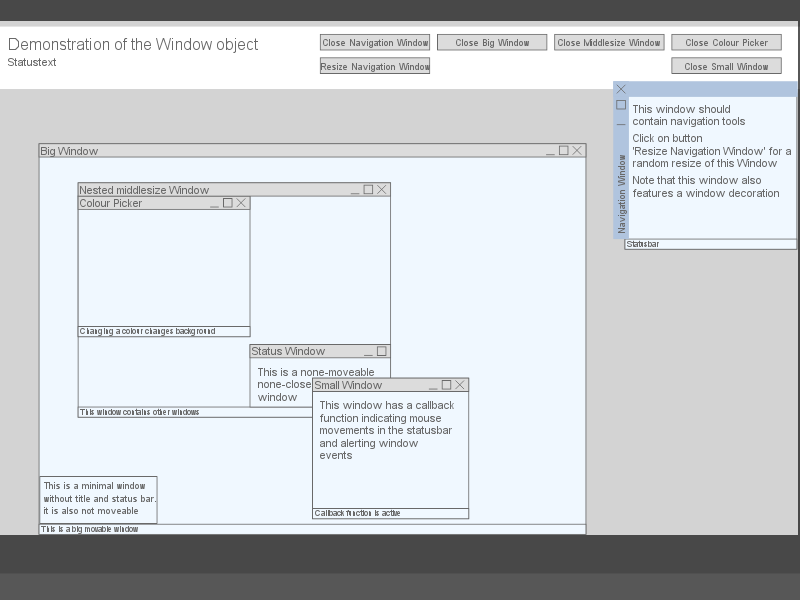 Demonstration of the Window object
Statustext
Close Navigation Window
Close Big Window
Close Middlesize Window
Close Colour Picker
Resize Navigation Window
Close Small Window
Navigation Window
This window should
contain navigation tools
Click on button
'Resize Navigation Window' for a
random resize of this Window
Note that this window also
features a window decoration
Statusbar
Big Window
Nested middlesize Window
Colour Picker
Changing a colour changes background
Status Window
This is a none-moveable
none-close
window
This window contains other windows
Small Window
This window has a callback
function indicating mouse
movements in the statusbar
and alerting window
events
Callback function is active
This is a minimal window
without title and status bar.
it is also not moveable
This is a big movable window